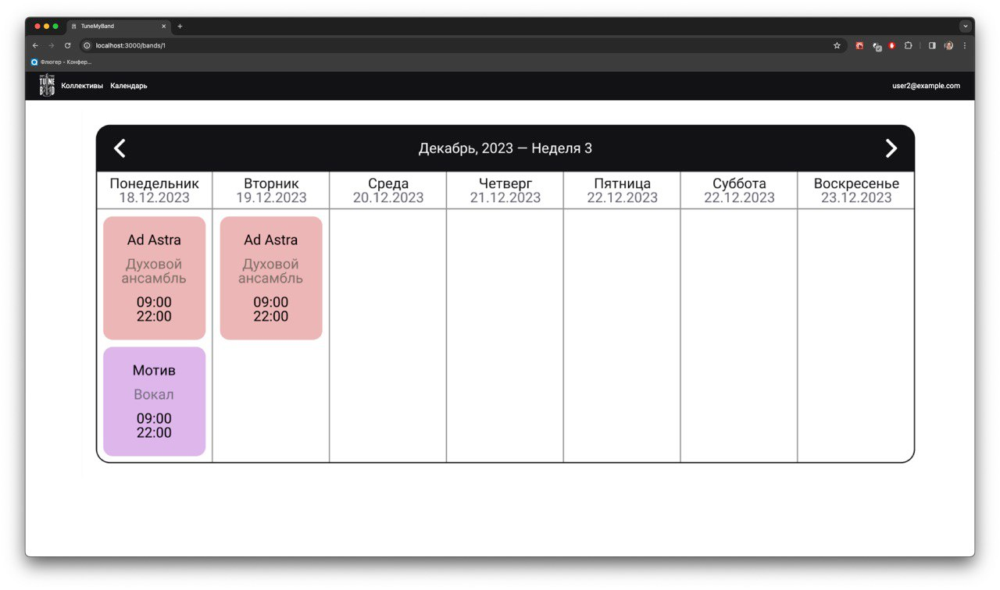 TuneMyBand
localhost:3000/bands/1
Флюгер - Конфер...
TUNE
Коллективы Календарь
user2@example.com
Декабрь, 2023 — Неделя 3
Понедельник Вторник Среда Четверг Пятница Суббота Воскресенье
18.12.2023 19.12.2023 20.12.2023 21.12.2023 22.12.2023 22.12.2023 23.12.2023
Ad Astra
Духовой
ансамбль
09:00
22:00
Мотив
Вокал
09:00
22:00
Ad Astra
Духовой
ансамбль
09:00
22:00